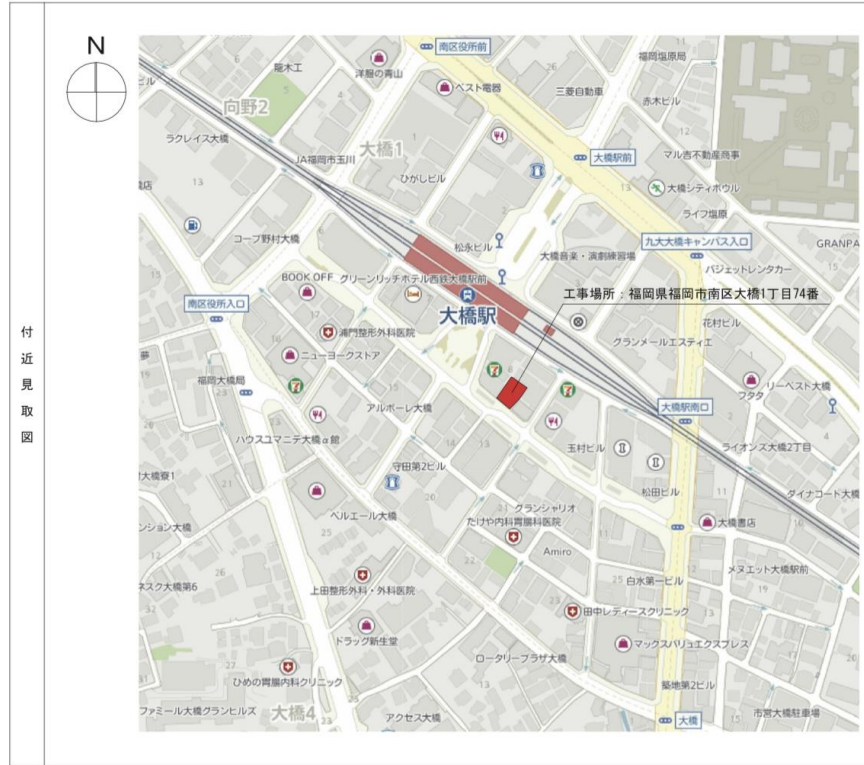 付近見取図
N
南区役所前
福岡塩原局
龍木工
洋服の青山
ベスト電器
三菱自動車
赤木ビル
向野2
ラクレイス大橋
大橋1
JA福岡市玉川
大橋駅前
マル吉不動産商事
ひがしビル
大橋シティボウル
ライフ塩原
コープ野村大橋
松永ビル
九大大橋キャンパス入口
GRANPA
大橋音楽・演劇練習場
BOOK OFF
グリーンリッチホテル西鉄大橋駅前
バジェットレンタカー
南区役所入口
工事場所:福岡県福岡市南区大橋1丁目74番
大橋駅
浦門整形外科医院
花村ビル
グランメールエスティエ
ニューヨークストア
夢
福岡大橋局
フタタ
リーベスト大橋
アルボーレ大橋
大橋駅南口
ハウスユマニテ大橋α館
玉村ビル
ライオンズ大橋2丁目
守田第2ビル
大橋寮1
松田ビル
ダイナコート大橋
ベルエール大橋
グランシャリオ
たけや内科胃腸科医院
大橋書店
ンション大橋
Amiro
メヌエット大橋駅前
ネスク大橋第6
上田整形外科・外科医院
白水第一ビル
田中レディースクリニック
ドラッグ新生堂
マックスバリュエクスプレス
ロータリープラザ大橋
ひめの胃腸内科クリニック
築地第2ビル
ファミール大橋グランヒルズ
大橋4
アクセス大橋
大橋
市営大橋駐車場